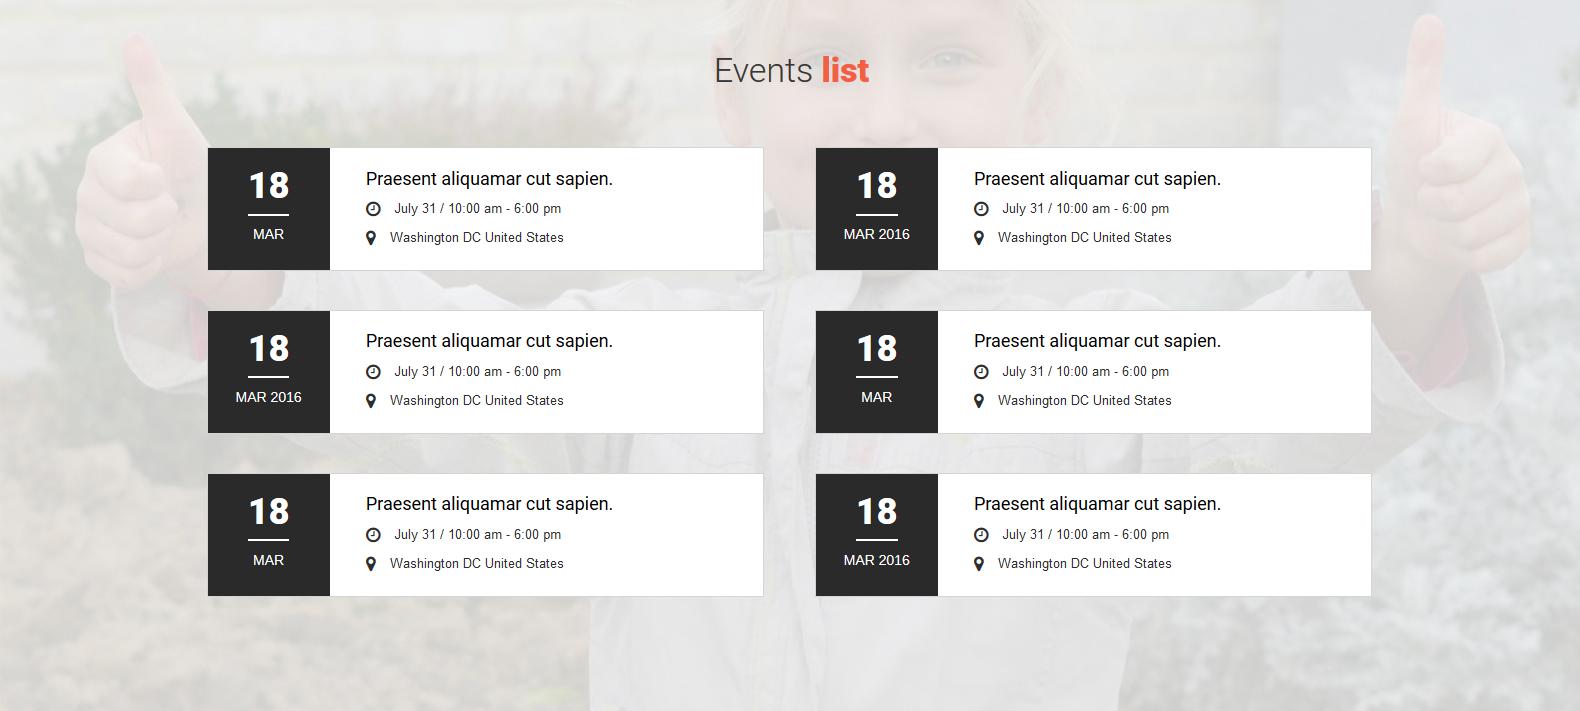 Events list
18
MAR
Praesent aliquamar cut sapien.
July 31 / 10:00 am - 6:00 pm
Washington DC United States
18
MAR 2016
Praesent aliquamar cut sapien.
July 31 / 10:00 am - 6:00 pm
Washington DC United States
18
MAR 2016
Praesent aliquamar cut sapien.
July 31 / 10:00 am - 6:00 pm
Washington DC United States
18
MAR
Praesent aliquamar cut sapien.
July 31 / 10:00 am - 6:00 pm
Washington DC United States
18
MAR
Praesent aliquamar cut sapien.
July 31 / 10:00 am - 6:00 pm
Washington DC United States
18
MAR 2016
Praesent aliquamar cut sapien.
July 31 / 10:00 am - 6:00 pm
Washington DC United States